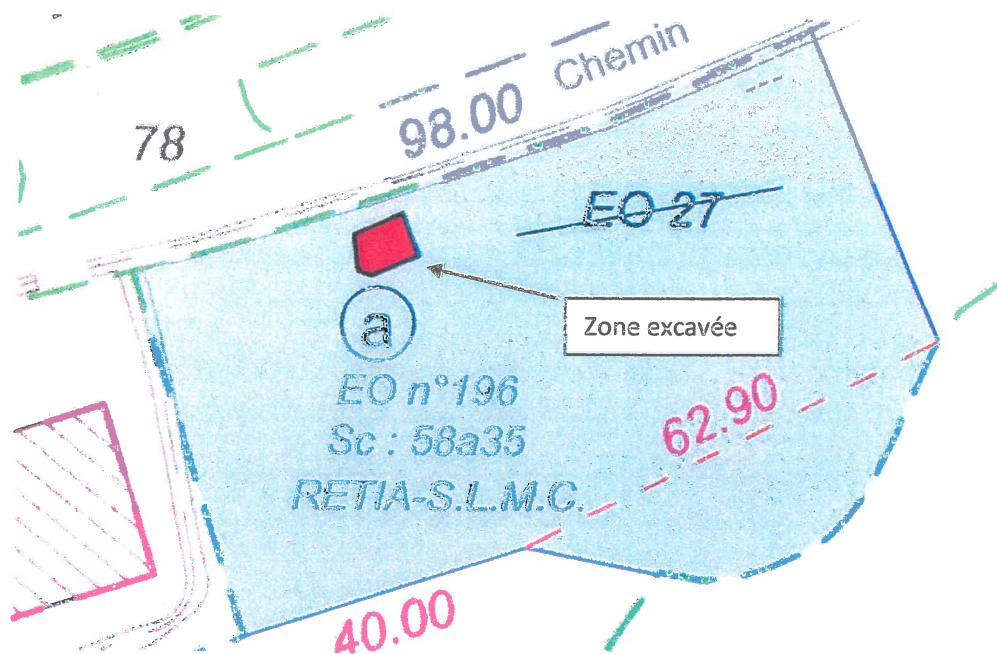 78
98.00 Chemin
EO 27
Zone excavée
a
EO n°196
Sc : 58a35
RETIA-S.L.M.C.
62.90
40.00